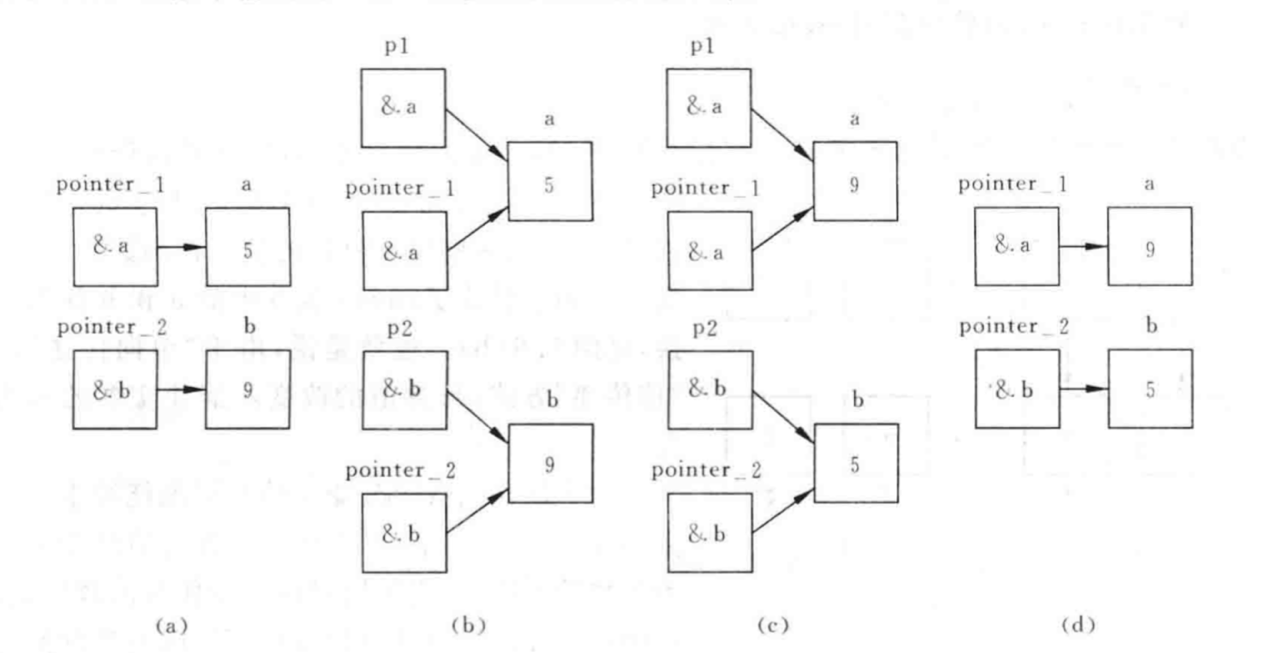 p1
&a
a
5
pointer_1
&a
p1
&a
a
9
pointer_1
&a
pointer_1
a
&a
5
pointer_2
b
&b
9
p2
&b
b
9
pointer_2
&b
p2
&b
b
5
pointer_2
&b
pointer_1
a
&a
9
pointer_2
b
&b
5
(a)
(b)
(c)
(d)